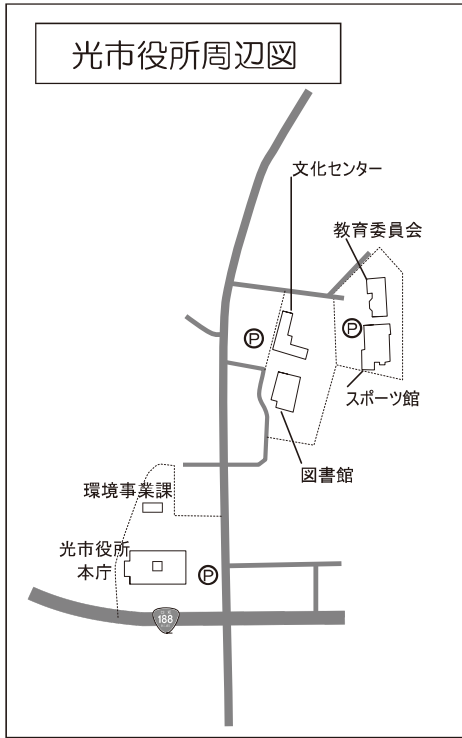 光市役所周辺図
文化センター
教育委員会
P
P
スポーツ館
図書館
環境事業課
光市役所
本庁
P
188